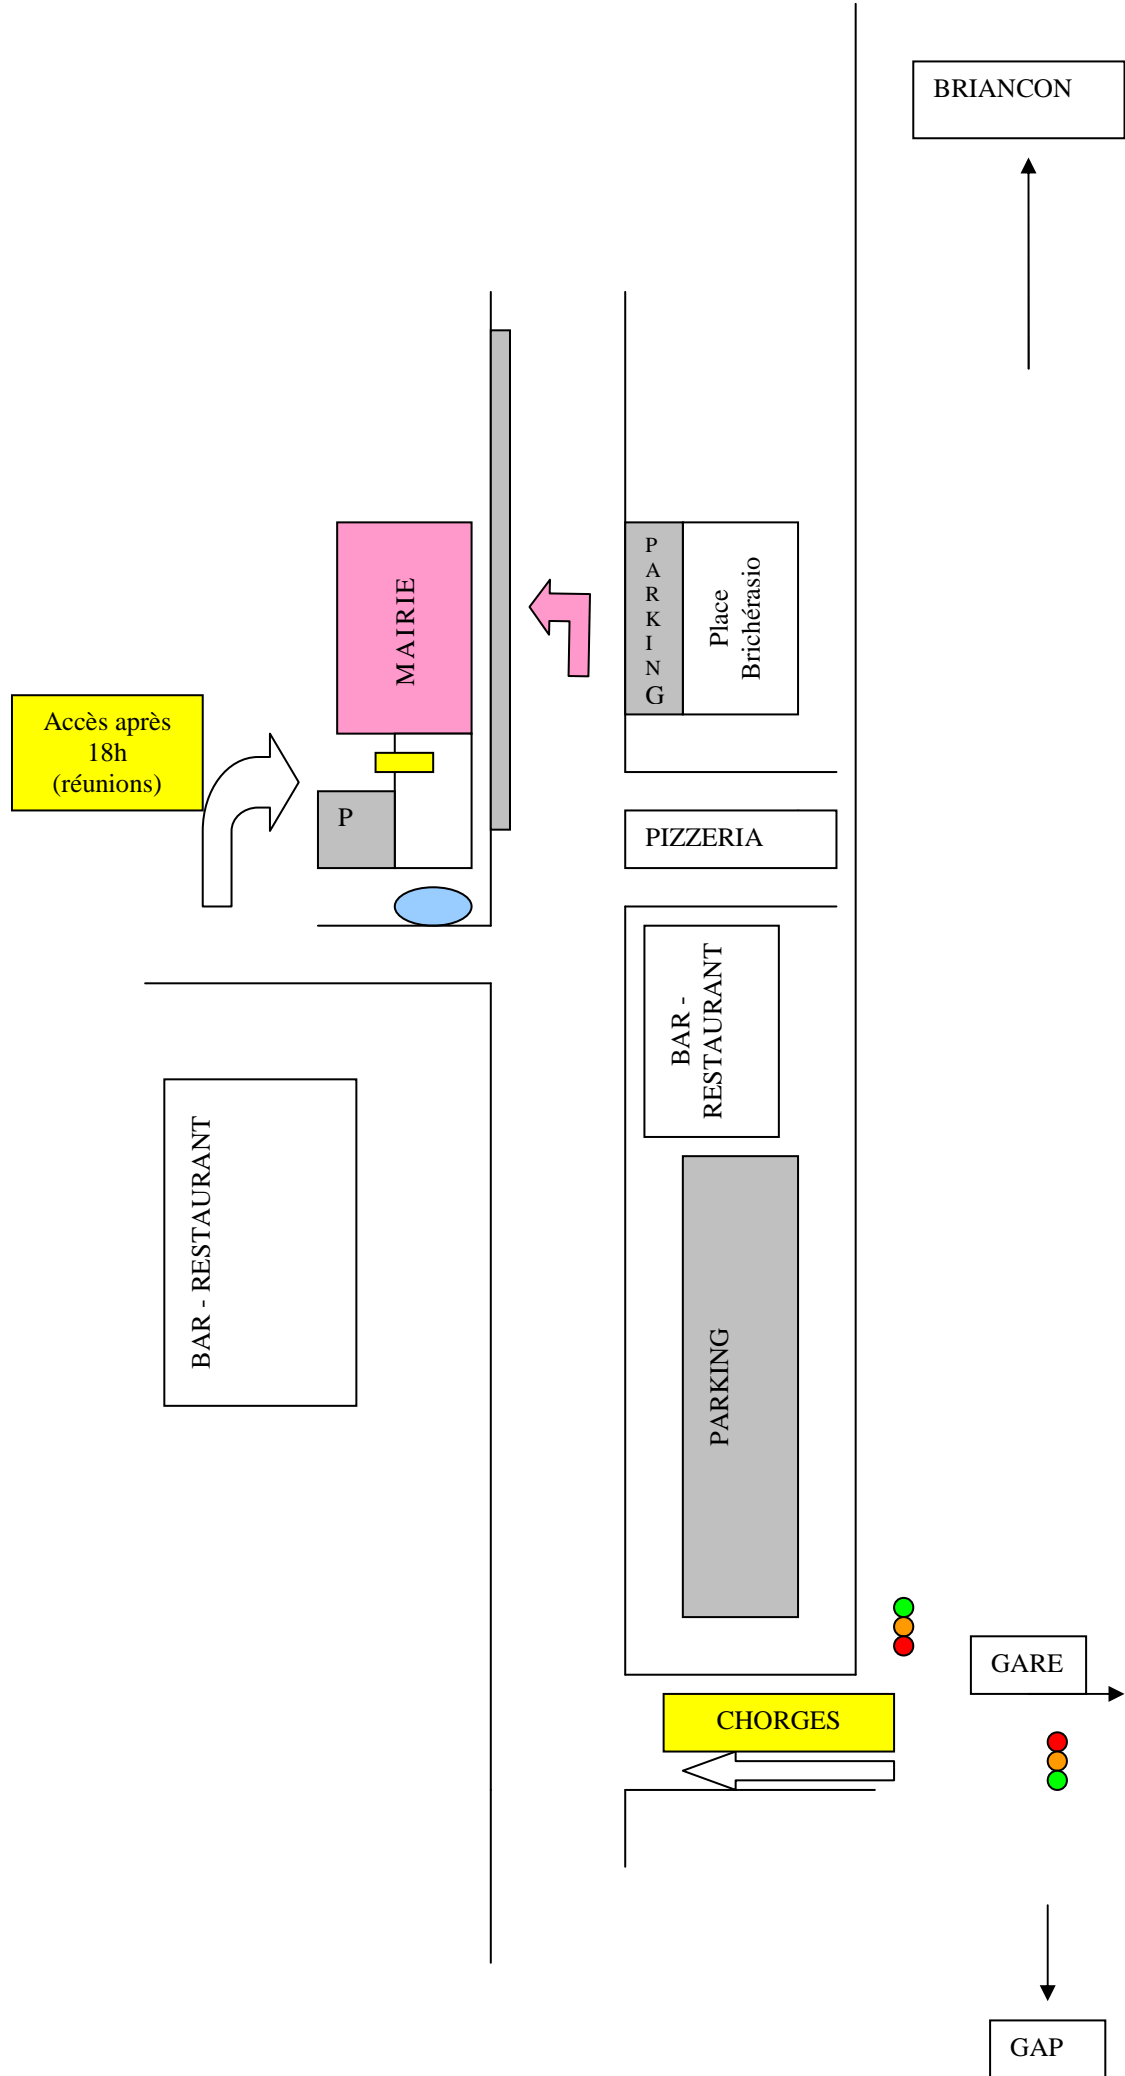 BRIANCON
PARKING
Place
Brichérasio
MAIRIE
Accès après
18h
(réunions)
P
PIZZERIA
BAR -
RESTAURANT
BAR - RESTAURANT
PARKING
GARE
CHORGES
GAP